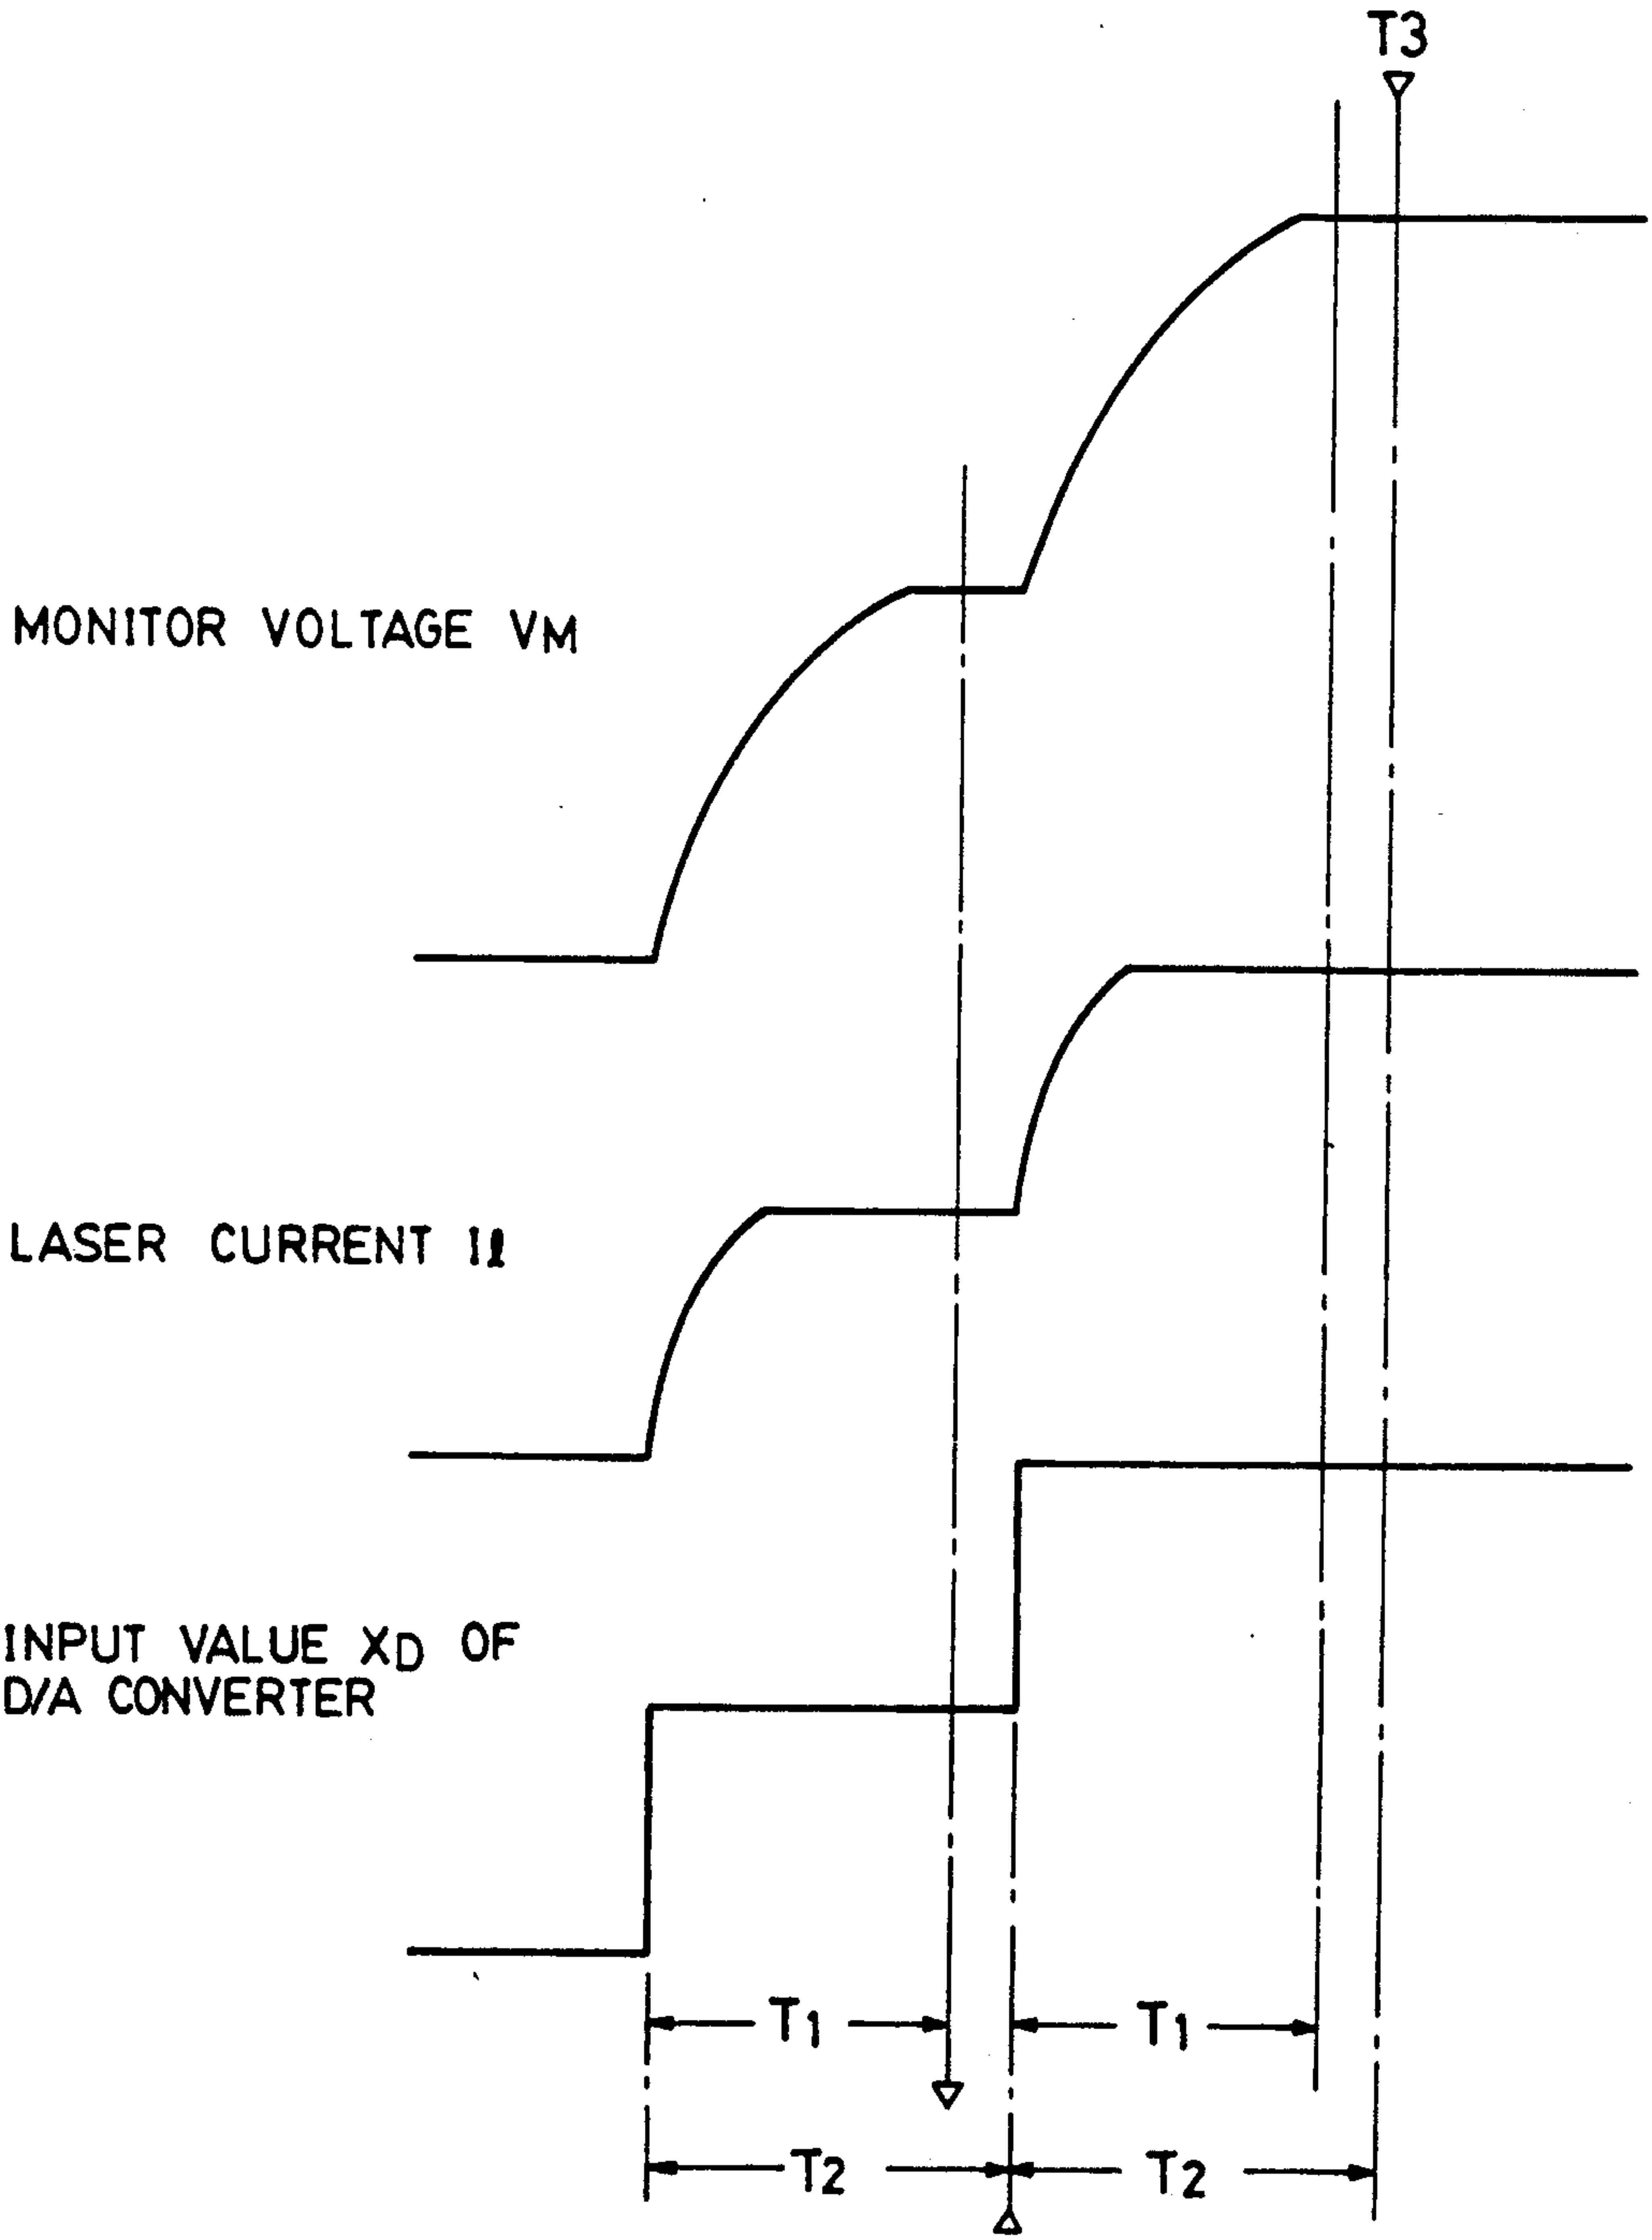 T3
MONITOR VOLTAGE VM
LASER CURRENT Iℓ
INPUT VALUE XD OF
D/A CONVERTER
T1 T1
T2 T2